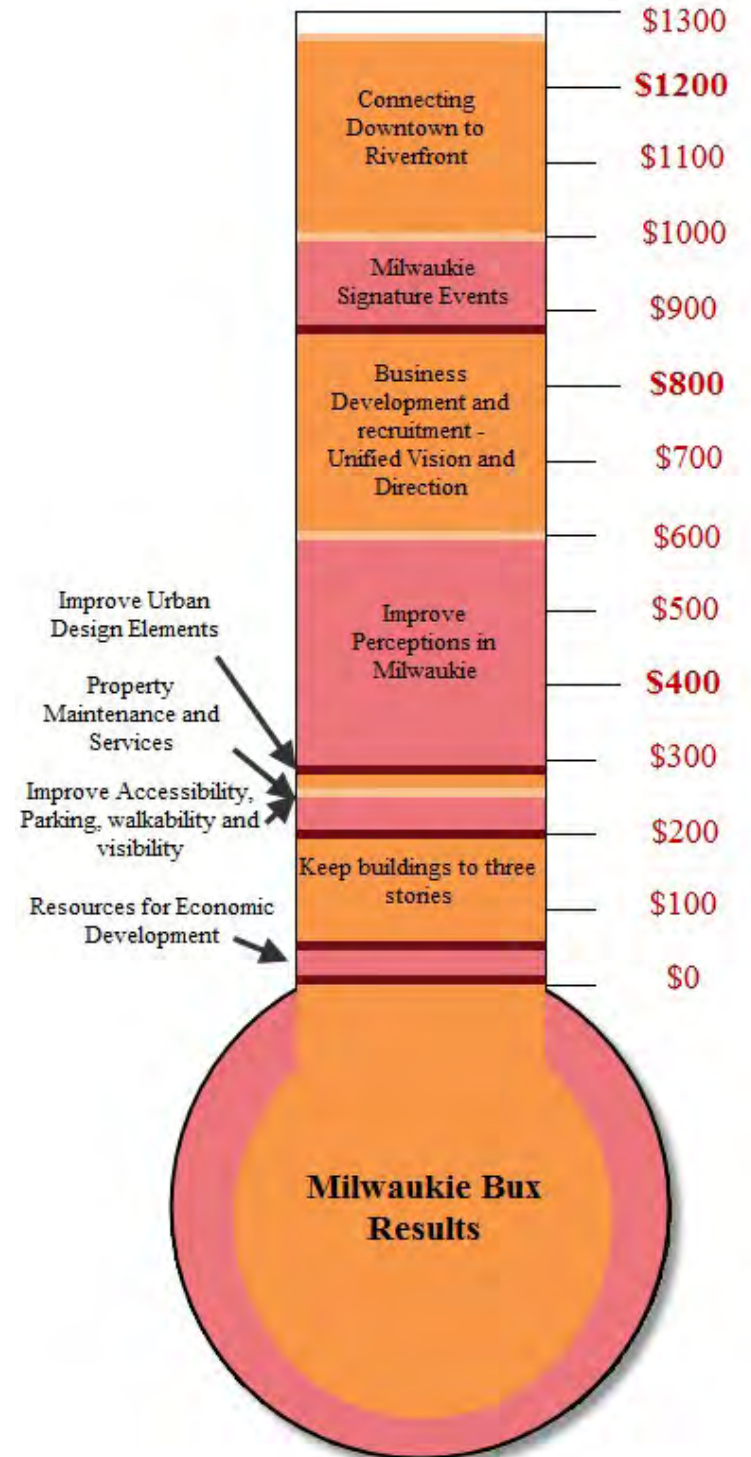 $1300
Connecting
Downtown to
Riverfront
$1200
$1100
$1000
Milwaukie
Signature Events
$900
Business
Development and
recruitment -
Unified Vision and
Direction
$800
$700
$600
Improve Urban
Design Elements
Improve
Perceptions in
Milwaukie
$500
$400
Property
Maintenance and
Services
$300
Improve Accessibility,
Parking, walkability and
visibility
$200
Keep buildings to three
stories
$100
Resources for Economic
Development
$0
Milwaukie Bux
Results